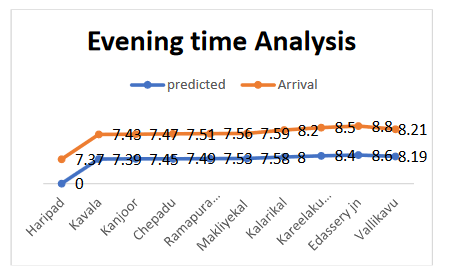 Evening time Analysis
predicted Arrival
7.37 7.43 7.47 7.51 7.56 7.59 8.2 8.5 8.8 8.21
0 7.39 7.45 7.49 7.53 7.58 8 8.4 8.6 8.19
Haripad
Kavala
Kanjoor
Chepadu
Ramapura...
Makliyekal
Kalarikal
Kareelaku...
Edassery jn
Vallikavu